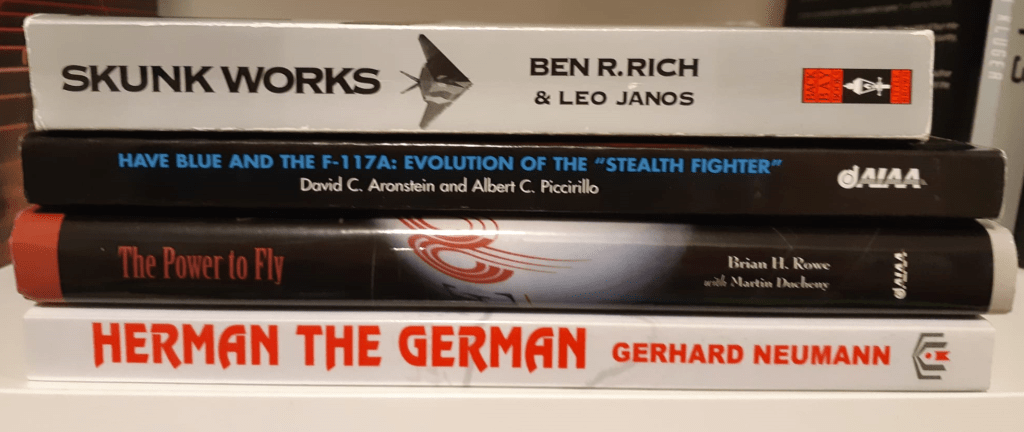 SKUNK WORKS
BEN R. RICH
& LEO JANOS
HAVE BLUE AND THE F-117A: EVOLUTION OF THE "STEALTH FIGHTER"
David C. Aronstein and Albert C. Piccirillo
AIAA
The Power to Fly
Brian H. Rowe
with Martin Ducheny
AIAA
HERMAN THE GERMAN
GERHARD NEUMANN
KLUGER